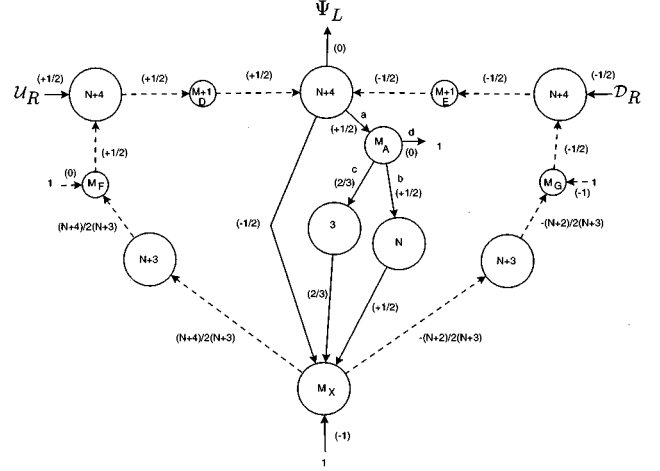 Ψ_L
(0)
(+1/2) (+1/2) (+1/2) (-1/2) (-1/2) (-1/2)
𝒰_R N+4 M+1 D N+4 M+1 E N+4 𝒟_R
a
(+1/2) d
M_A (0) 1
(+1/2) (-1/2)
c b
(2/3) (+1/2)
(0)
1 M_F M_G 1
(-1)
(N+4)/2(N+3) (-1/2) 3 N -(N+2)/2(N+3)
N+3 N+3
(2/3) (+1/2)
(N+4)/2(N+3) -(N+2)/2(N+3)
M_X
(-1)
1